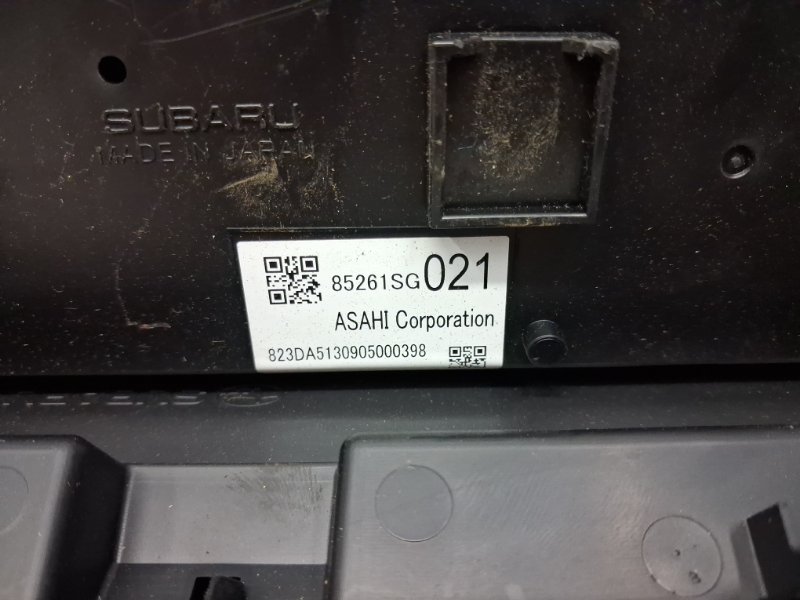 SUBARU
MADE IN JAPAN
85261SG021
ASAHI Corporation
823DA5130905000398